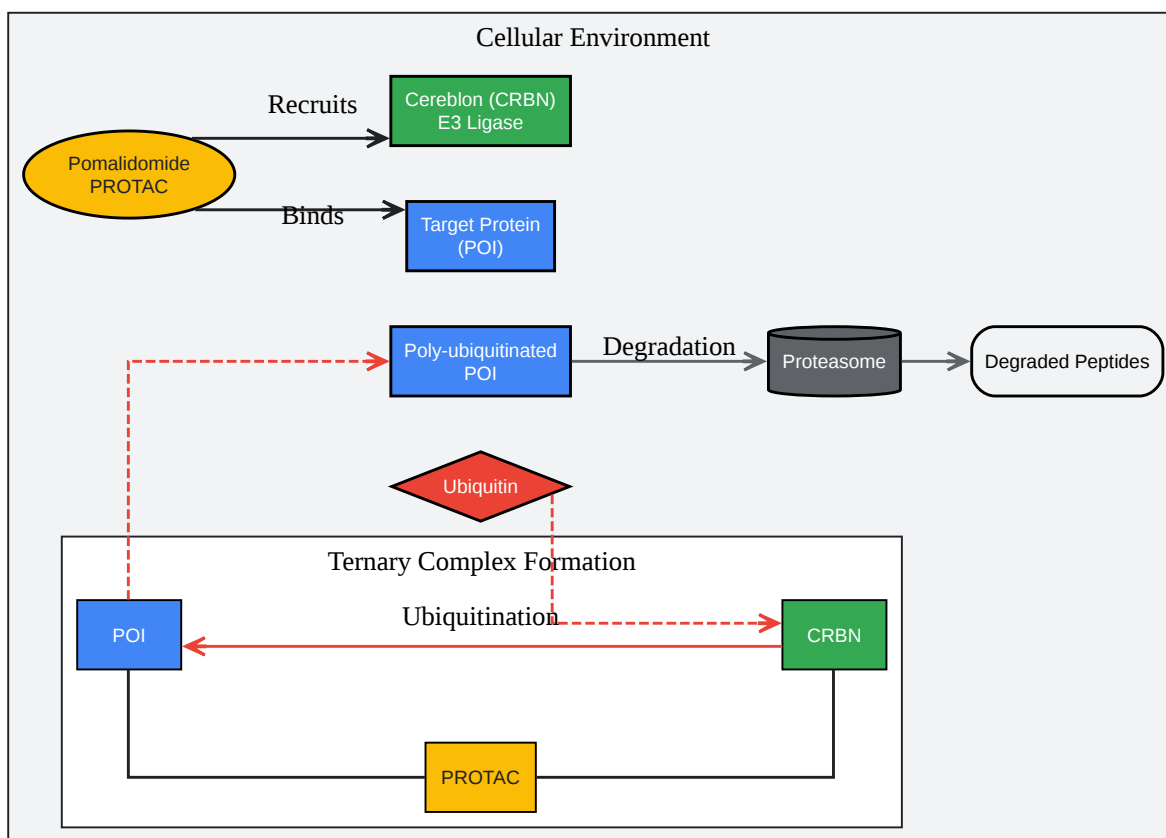 Cellular Environment
Recruits
Cereblon (CRBN)
E3 Ligase
Pomalidomide
PROTAC
Binds
Target Protein
(POI)
Poly-ubiquitinated
POI
Degradation
Proteasome
Degraded Peptides
Ubiquitin
Ternary Complex Formation
Ubiquitination
POI
CRBN
PROTAC